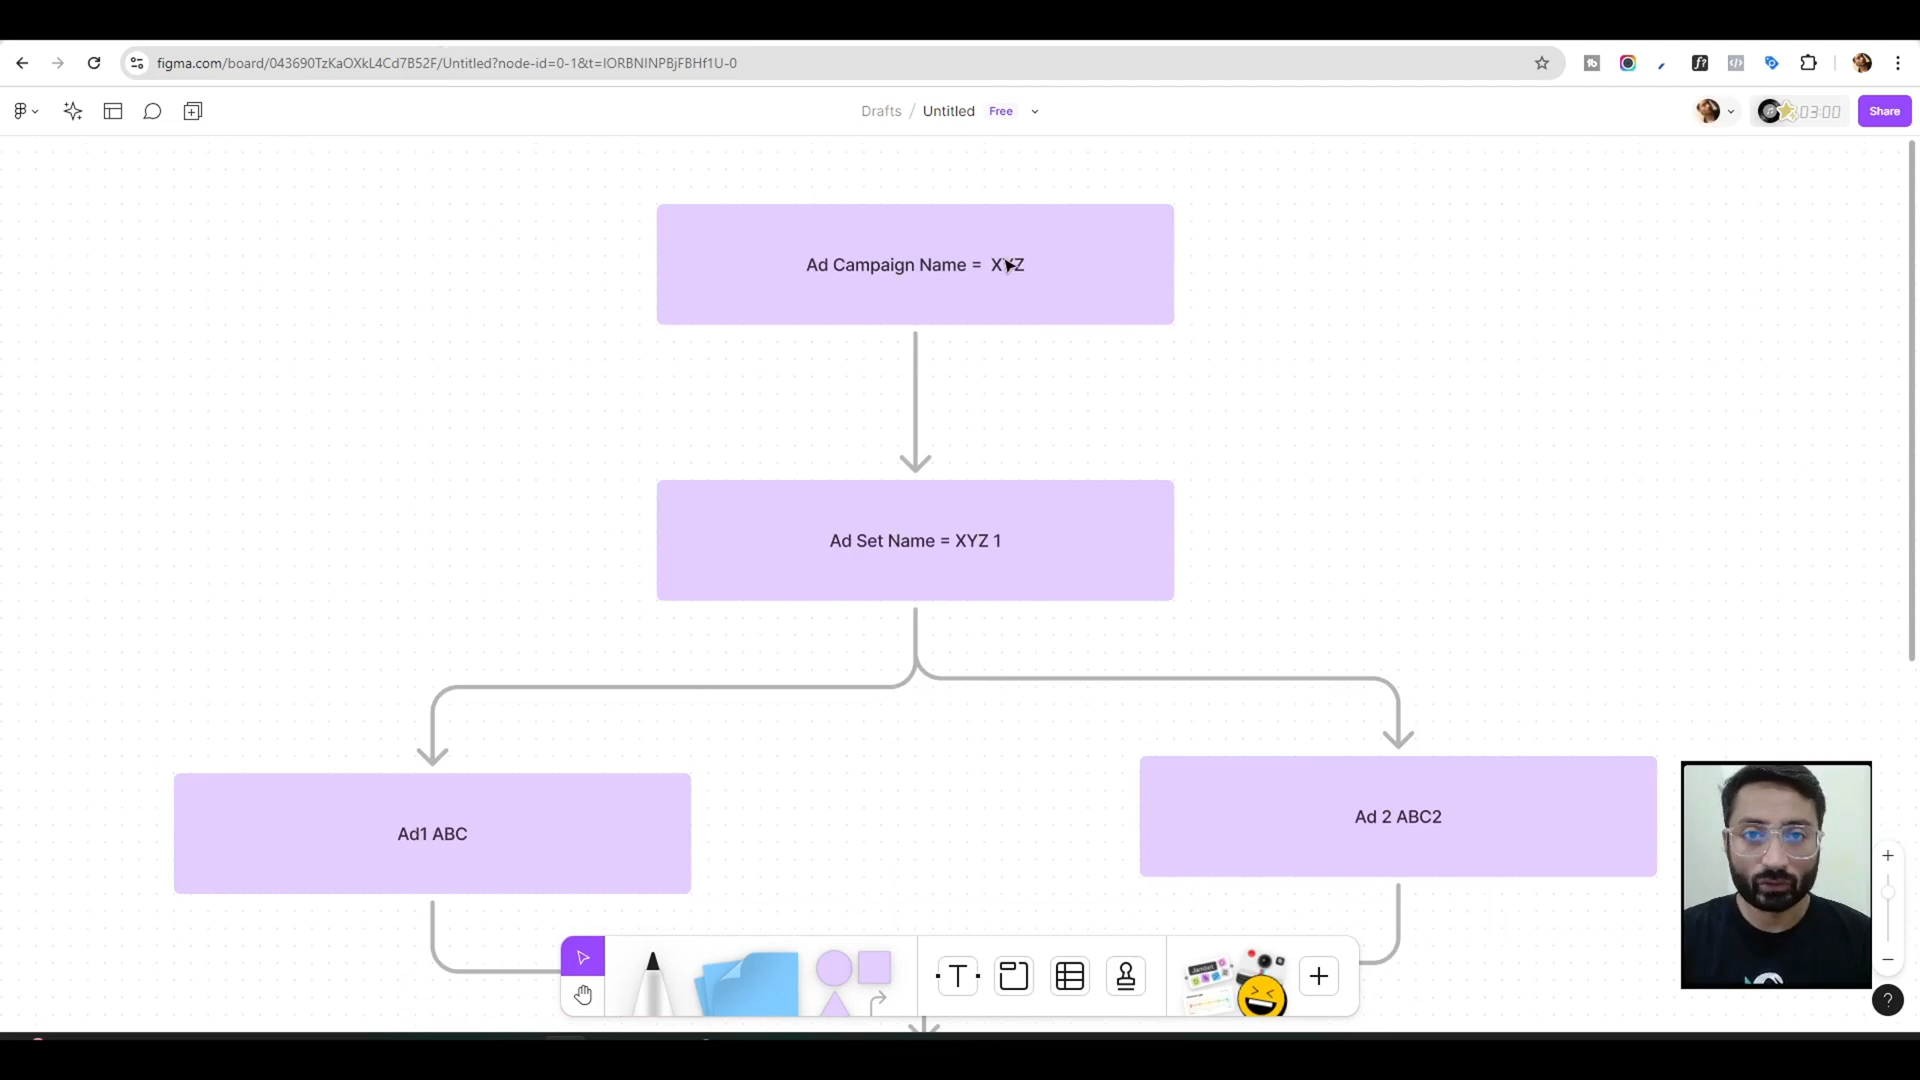 figma.com/board/043690TzKaOXkL4Cd7B52F/Untitled?node-id=0-1&t=IORBNINPBjFBHf1U-0
Drafts / Untitled Free
03:00
Share
Ad Campaign Name = XYZ
Ad Set Name = XYZ 1
Ad1 ABC
Ad 2 ABC2